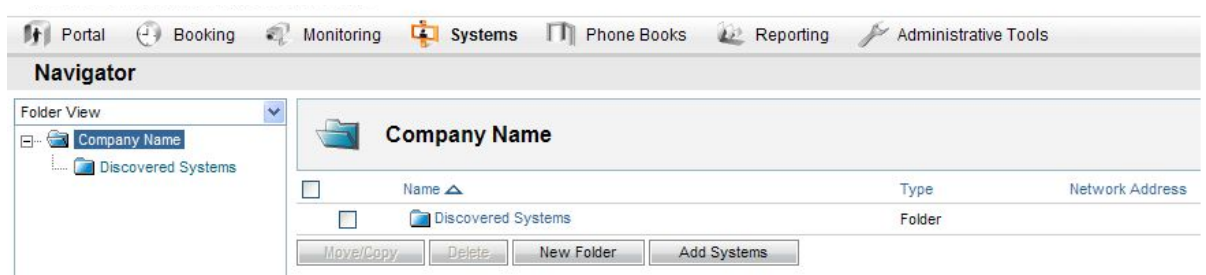 Portal Booking Monitoring Systems Phone Books Reporting Administrative Tools
Navigator
Folder View
Company Name
Discovered Systems
Company Name
Name Type Network Address
Discovered Systems Folder
Move/Copy Delete New Folder Add Systems